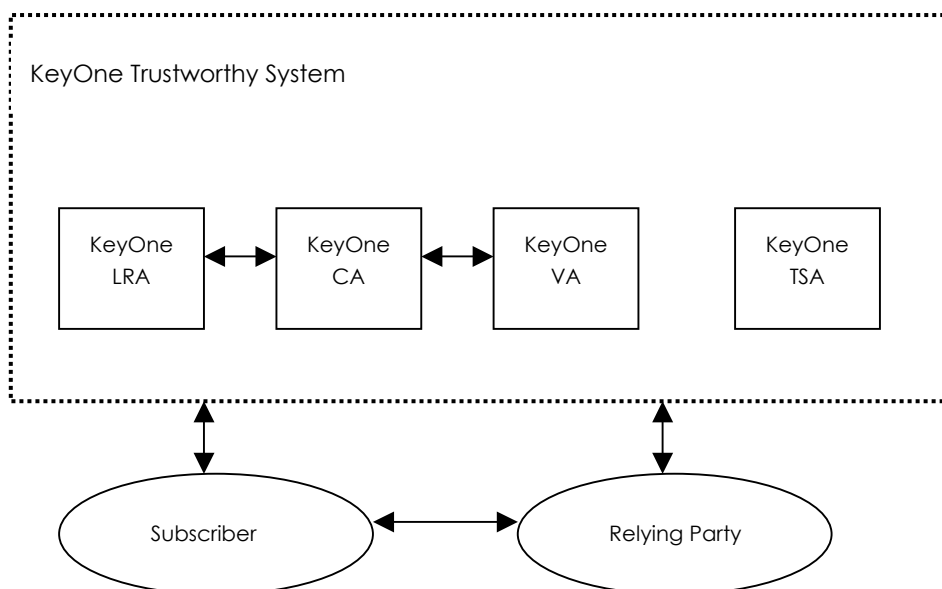 KeyOne Trustworthy System
KeyOne
LRA
KeyOne
CA
KeyOne
VA
KeyOne
TSA
Subscriber
Relying Party